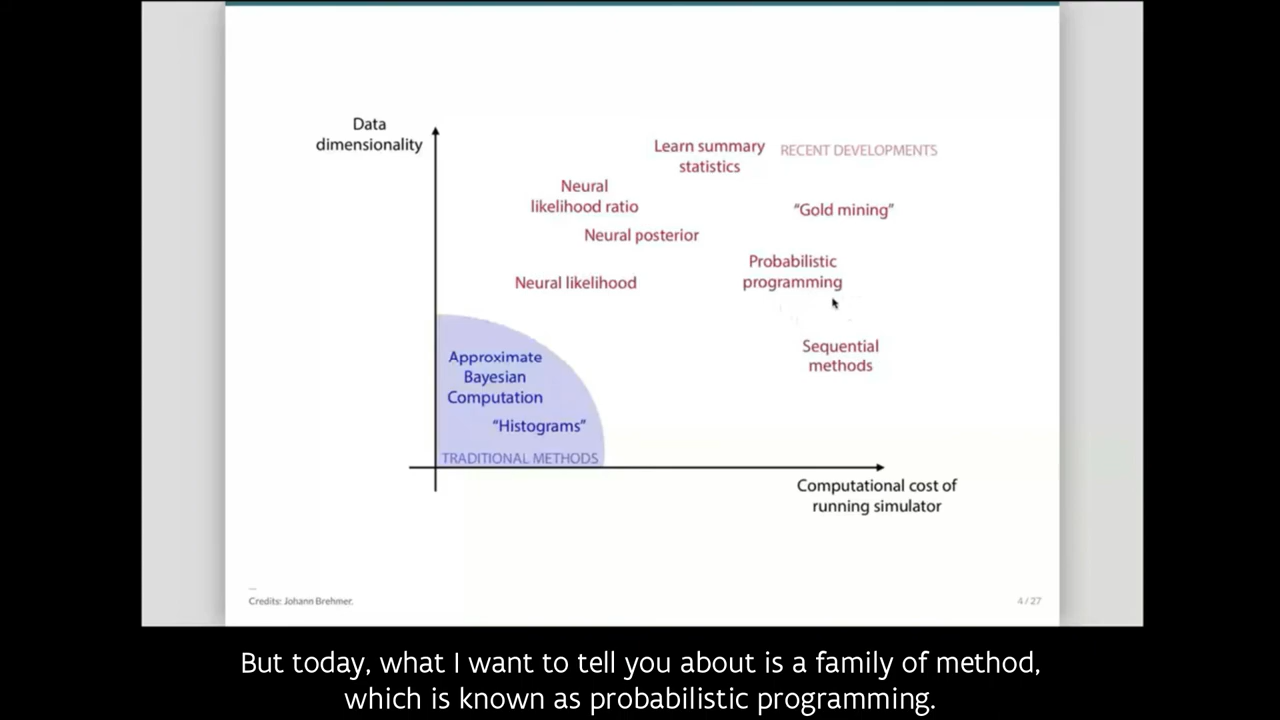 Data
dimensionality
Learn summary
statistics
RECENT DEVELOPMENTS
Neural
likelihood ratio
“Gold mining”
Neural posterior
Probabilistic
programming
Neural likelihood
Sequential
methods
Approximate
Bayesian
Computation
“Histograms”
TRADITIONAL METHODS
Computational cost of
running simulator
Credits: Johann Brehmer.
4 / 27
But today, what I want to tell you about is a family of method,
which is known as probabilistic programming.